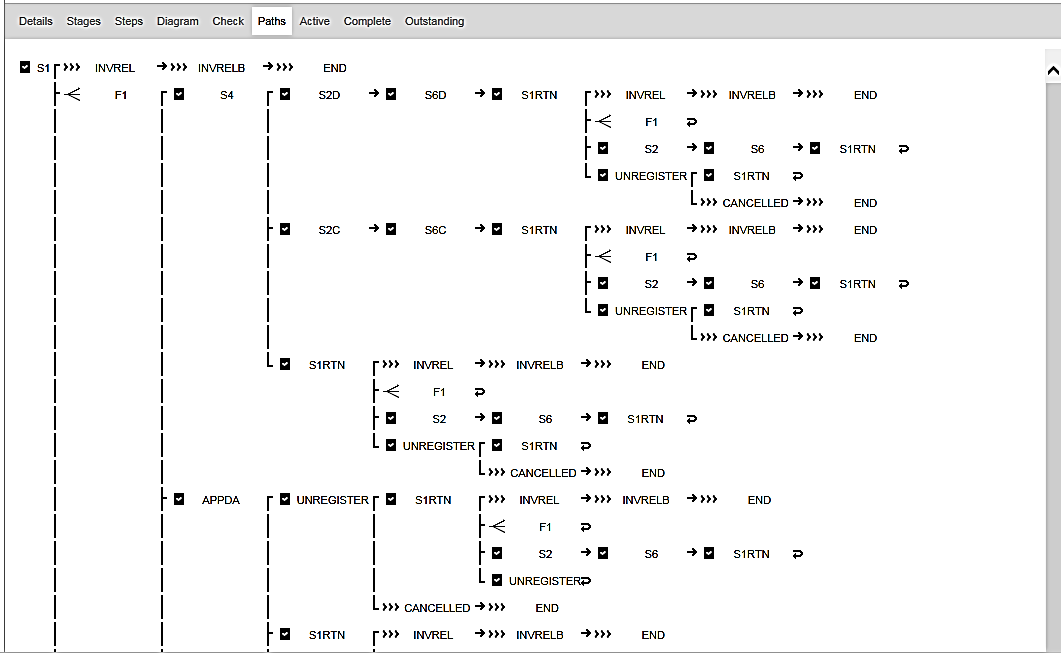 Details Stages Steps Diagram Check Paths Active Complete Outstanding
S1 INVREL INVRELB END
F1 S4 S2D S6D S1RTN INVREL INVRELB END
F1
S2 S6 S1RTN
UNREGISTER S1RTN
CANCELLED END
S2C S6C S1RTN INVREL INVRELB END
F1
S2 S6 S1RTN
UNREGISTER S1RTN
CANCELLED END
S1RTN INVREL INVRELB END
F1
S2 S6 S1RTN
UNREGISTER S1RTN
CANCELLED END
APPDA UNREGISTER S1RTN INVREL INVRELB END
F1
S2 S6 S1RTN
UNREGISTER
CANCELLED END
S1RTN INVREL INVRELB END